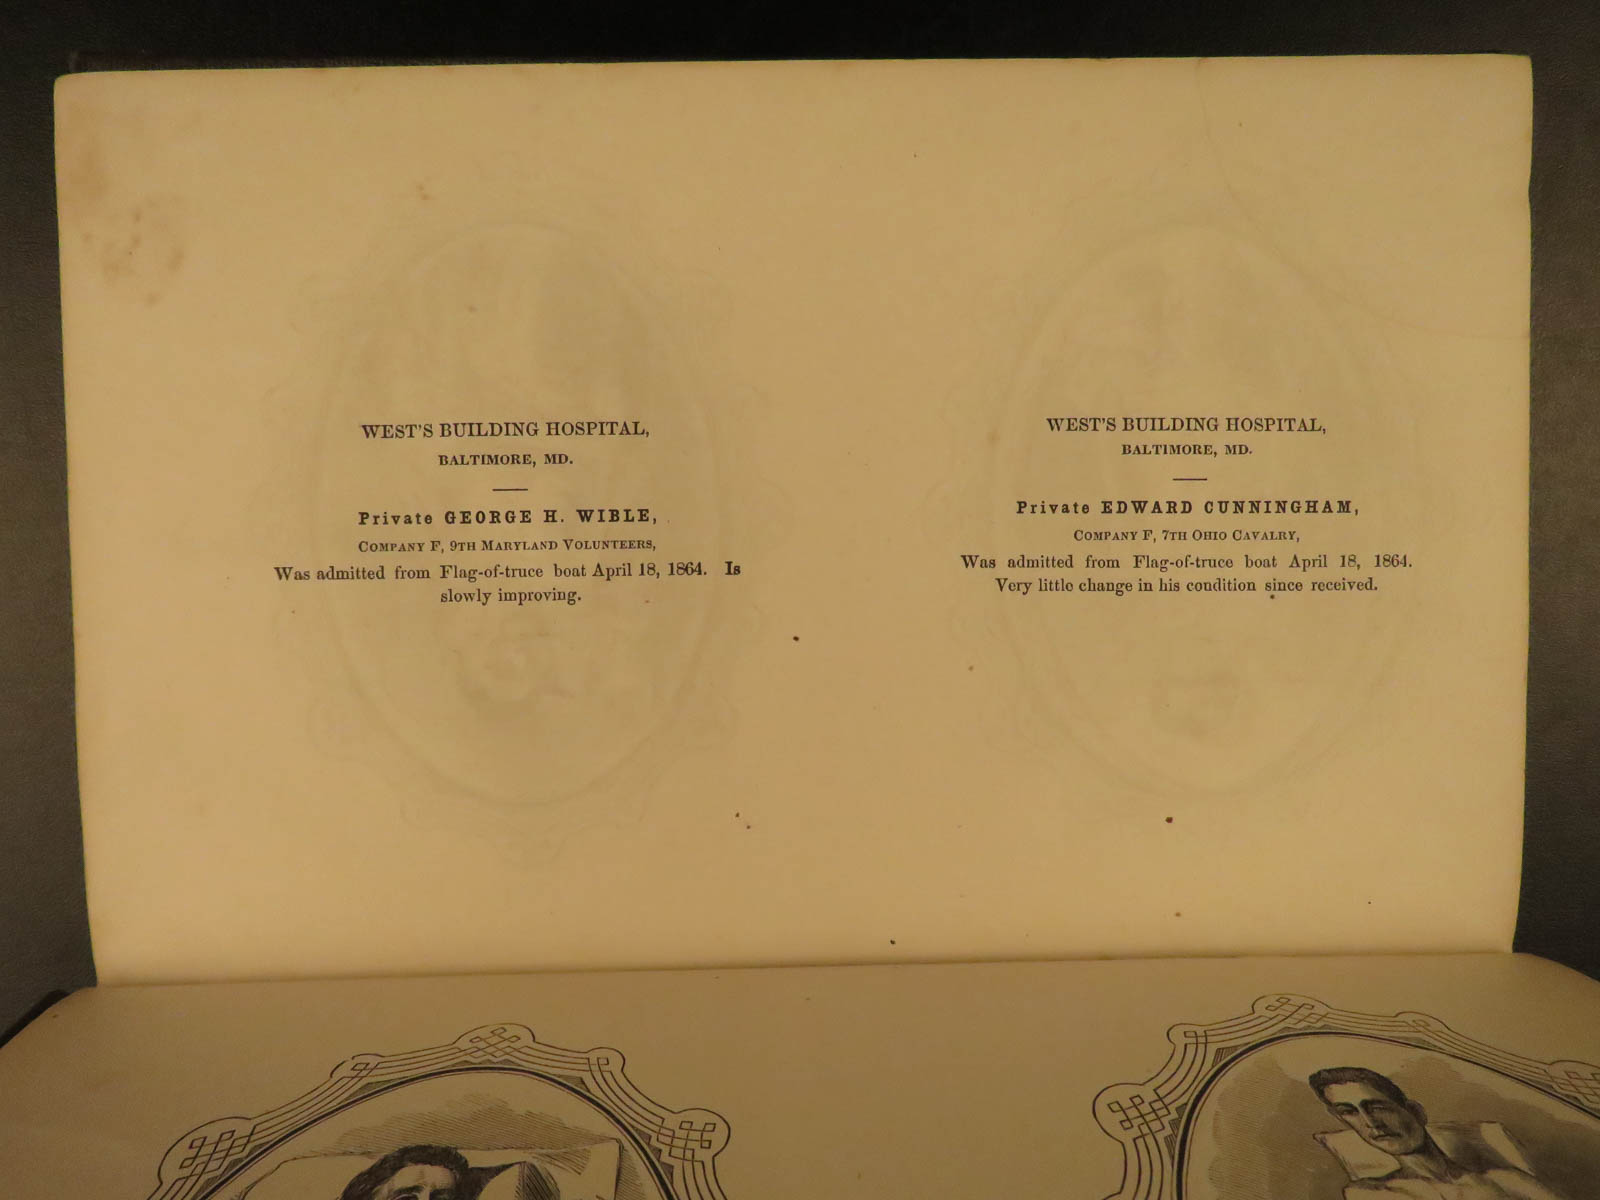 WEST'S BUILDING HOSPITAL,
BALTIMORE, MD.
Private GEORGE H. WIBLE,
COMPANY F, 9TH MARYLAND VOLUNTEERS,
Was admitted from Flag-of-truce boat April 18, 1864. Is
slowly improving.
WEST'S BUILDING HOSPITAL,
BALTIMORE, MD.
Private EDWARD CUNNINGHAM,
COMPANY F, 7TH OHIO CAVALRY,
Was admitted from Flag-of-truce boat April 18, 1864.
Very little change in his condition since received.